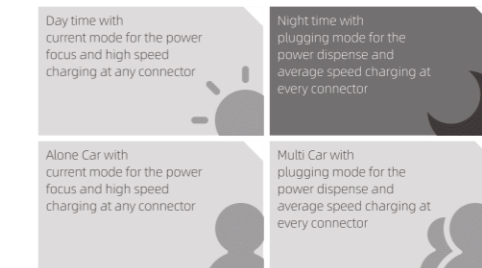 Day time with
current mode for the power
focus and high speed
charging at any connector
Night time with
plugging mode for the
power dispense and
average speed charging at
every connector
Alone Car with
current mode for the power
focus and high speed
charging at any connector
Multi Car with
plugging mode for the
power dispense and
average speed charging at
every connector